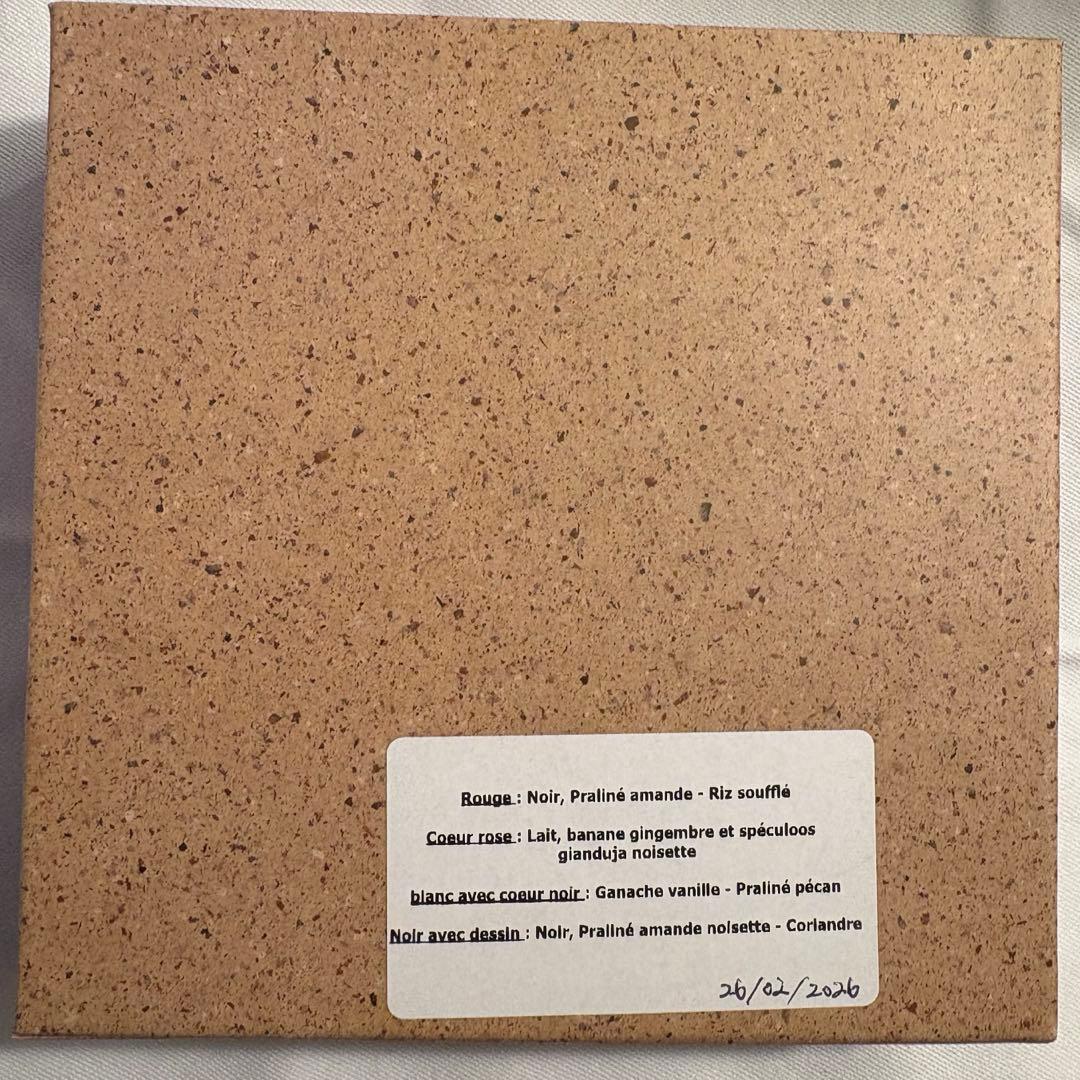 Rouge : Noir, Praliné amande - Riz soufflé
Coeur rose : Lait, banane gingembre et spéculoos
gianduja noisette
blanc avec coeur noir : Ganache vanille - Praliné pécan
Noir avec dessin : Noir, Praliné amande noisette - Coriandre
26/02/2026